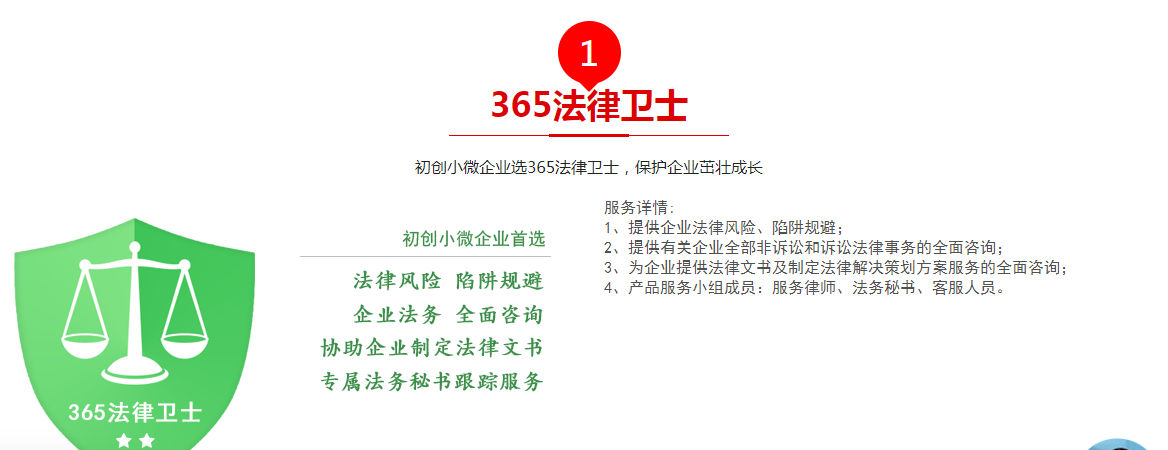 1
365法律卫士
初创小微企业选365法律卫士，保护企业茁壮成长
初创小微企业首选
法律风险 陷阱规避
企业法务 全面咨询
协助企业制定法律文书
专属法务秘书跟踪服务
365法律卫士
服务详情：
1、提供企业法律风险、陷阱规避；
2、提供有关企业全部非诉讼和诉讼法律事务的全面咨询；
3、为企业提供法律文书及制定法律解决策划方案服务的全面咨询；
4、产品服务小组成员：服务律师、法务秘书、客服人员。